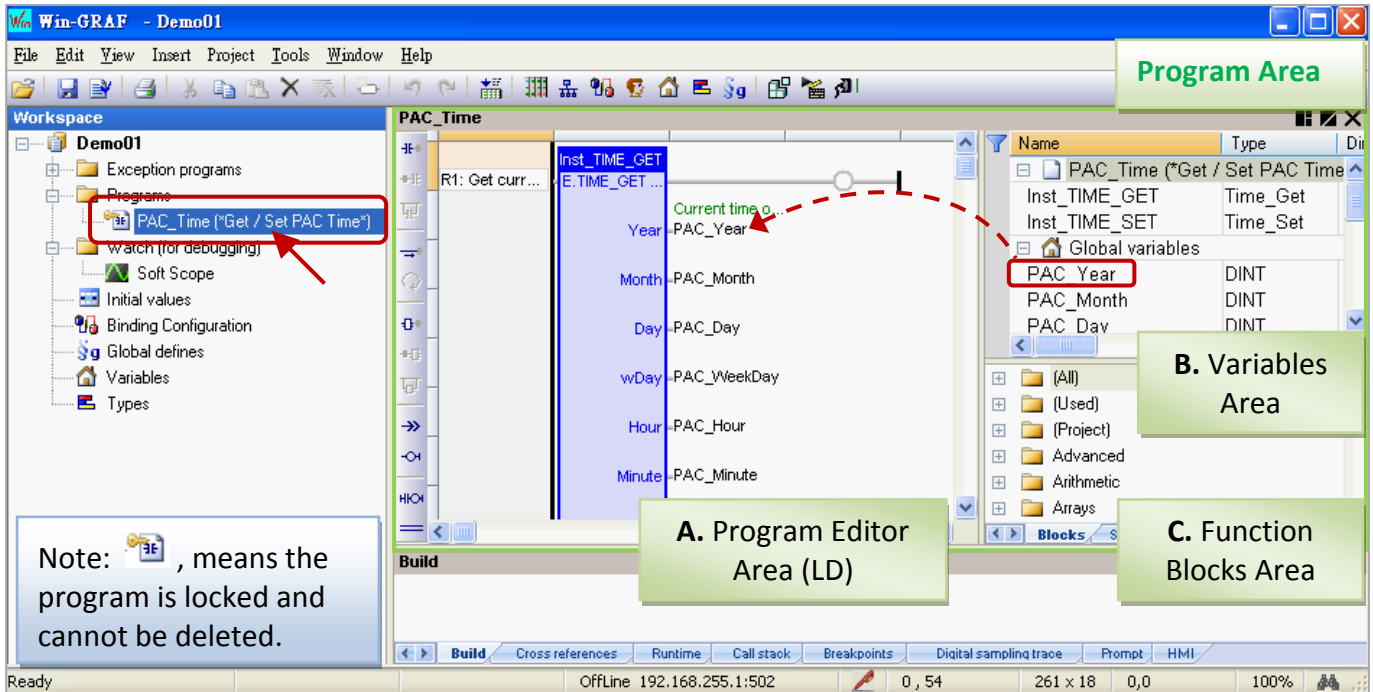 Win-GRAF - Demo01
File Edit View Insert Project Tools Window Help
Program Area
Workspace
Demo01
Exception programs
Programs
PAC_Time (*Get / Set PAC Time*)
Watch (for debugging)
Soft Scope
Initial values
Binding Configuration
Global defines
Variables
Types
Note: , means the
program is locked and
cannot be deleted.
PAC_Time
R1: Get curr...
Inst_TIME_GET
E.TIME_GET ...
Current time o...
Year PAC_Year
Month PAC_Month
Day PAC_Day
wDay PAC_WeekDay
Hour PAC_Hour
Minute PAC_Minute
A. Program Editor
Area (LD)
Name Type Dir
PAC_Time (*Get / Set PAC Time
Inst_TIME_GET Time_Get
Inst_TIME_SET Time_Set
Global variables
PAC_Year DINT
PAC_Month DINT
PAC_Day DINT
B. Variables
Area
(All)
(Used)
(Project)
Advanced
Arithmetic
Arrays
Blocks S
C. Function
Blocks Area
Build
Build Cross references Runtime Call stack Breakpoints Digital sampling trace Prompt HMI
Ready OffLine 192.168.255.1:502 0 , 54 261 x 18 0,0 100%